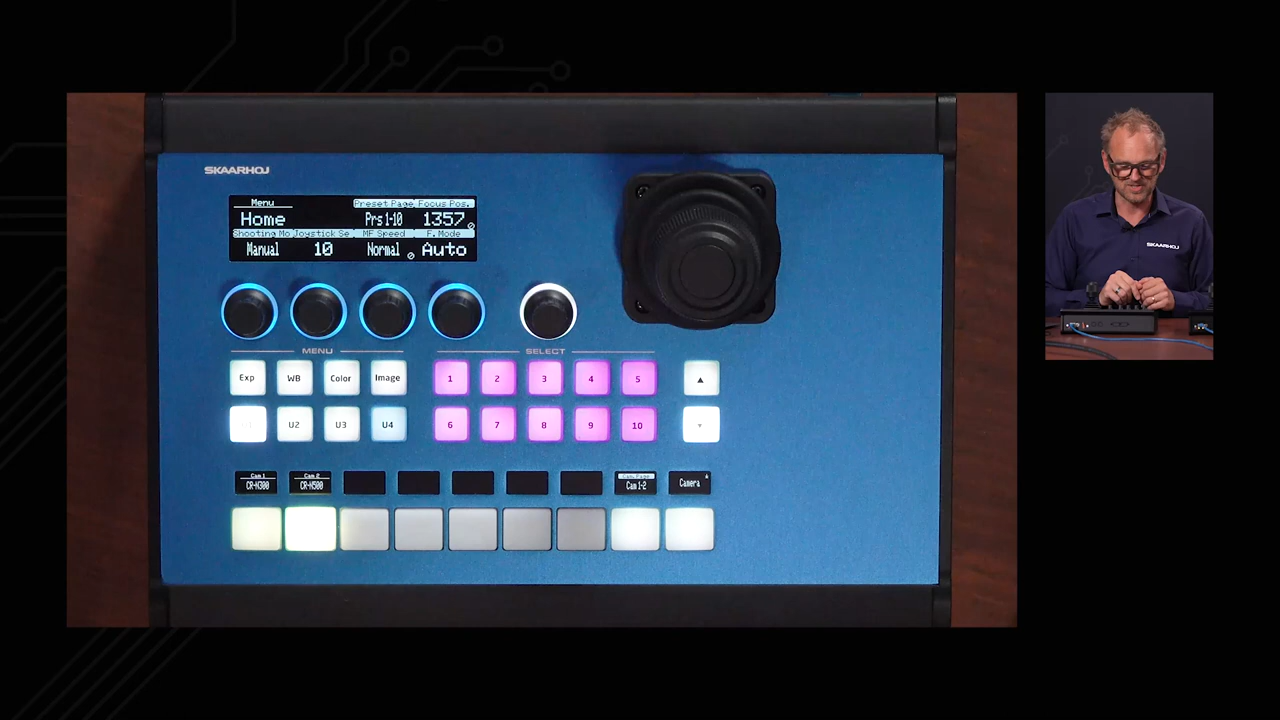 SKAARHOJ
Menu Preset Page Focus Pos.
Home Prs1-10 1357
Shooting Mo Joystick Se MF Speed F. Mode
Manual 10 Normal Auto
MENU SELECT
Exp WB Color Image 1 2 3 4 5
U2 U3 U4 6 7 8 9 10
Cam 1 Cam 2
CR-N300 CR-N500 Cam 1-2 Camera
SKAARHOJ